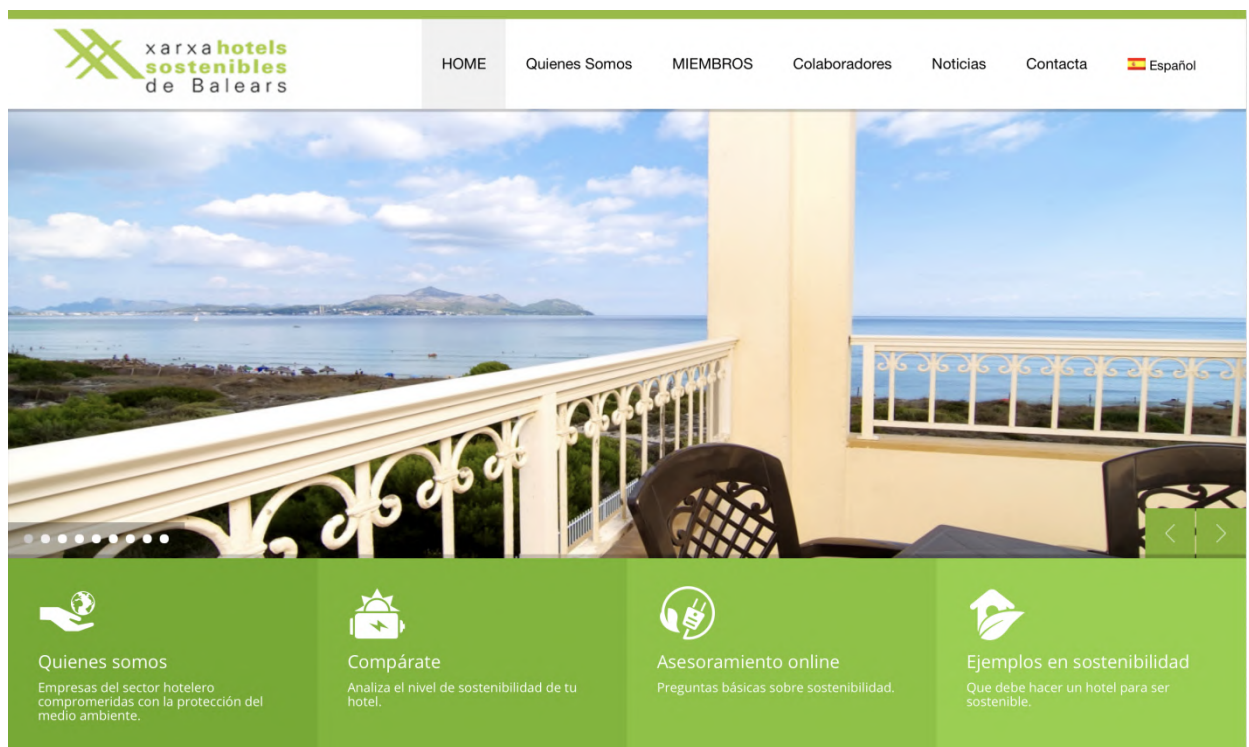 xarxa hotels
sostenibles
de Balears
HOME
Quienes Somos
MIEMBROS
Colaboradores
Noticias
Contacta
Español
Quienes somos
Empresas del sector hotelero
compromeridas con la protección del
medio ambiente.
Compárate
Analiza el nivel de sostenibilidad de tu
hotel.
Asesoramiento online
Preguntas básicas sobre sostenibilidad.
Ejemplos en sostenibilidad
Que debe hacer un hotel para ser
sostenible.